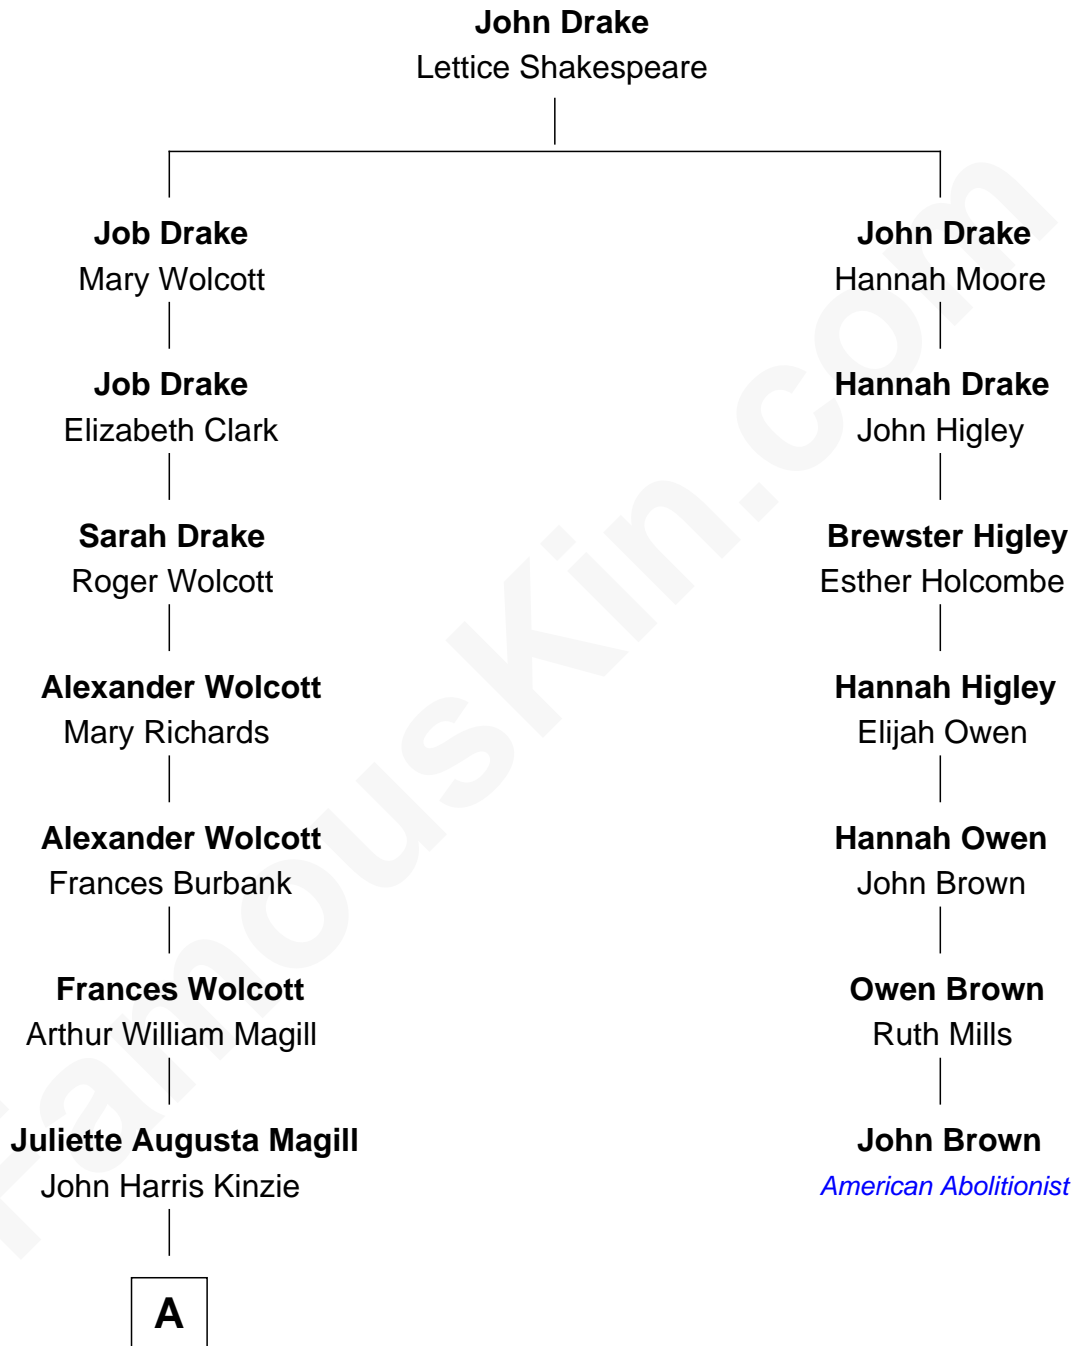 John Drake
Lettice Shakespeare
Job Drake
Mary Wolcott
John Drake
Hannah Moore
Job Drake
Elizabeth Clark
Hannah Drake
John Higley
Sarah Drake
Roger Wolcott
Brewster Higley
Esther Holcombe
Alexander Wolcott
Mary Richards
Hannah Higley
Elijah Owen
Alexander Wolcott
Frances Burbank
Hannah Owen
John Brown
Frances Wolcott
Arthur William Magill
Owen Brown
Ruth Mills
Juliette Augusta Magill
John Harris Kinzie
John Brown
American Abolitionist
A
FamousKin.com